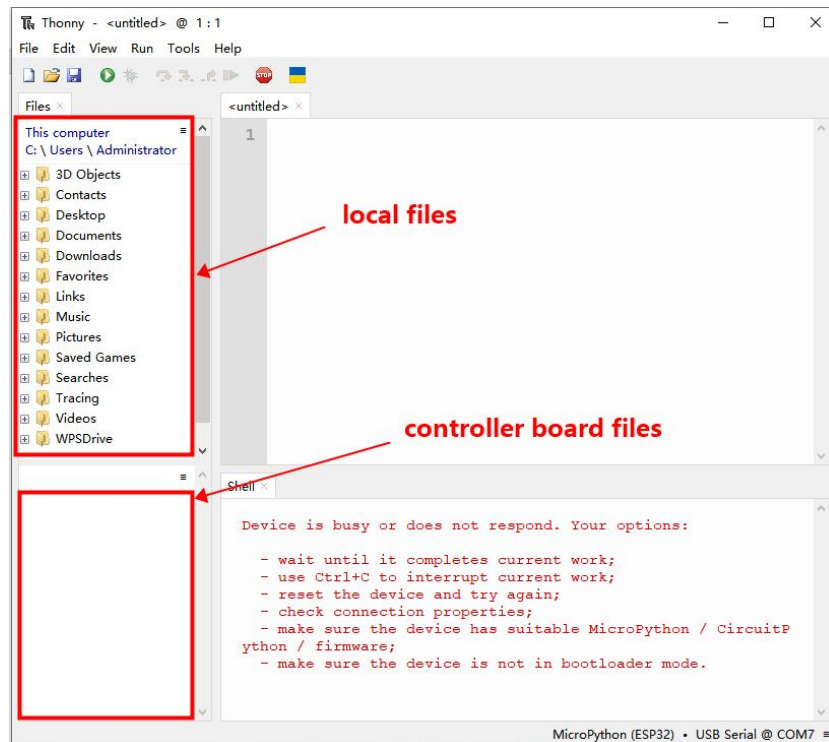 Thonny - <untitled> @ 1 : 1
File Edit View Run Tools Help
STOP
Files
<untitled>
This computer
C: \ Users \ Administrator
3D Objects
Contacts
Desktop
Documents
Downloads
Favorites
Links
Music
Pictures
Saved Games
Searches
Tracing
Videos
WPSDrive
1
local files
controller board files
Shell
Device is busy or does not respond. Your options:
- wait until it completes current work;
- use Ctrl+C to interrupt current work;
- reset the device and try again;
- check connection properties;
- make sure the device has suitable MicroPython / CircuitP
ython / firmware;
- make sure the device is not in bootloader mode.
MicroPython (ESP32) • USB Serial @ COM7 ≡